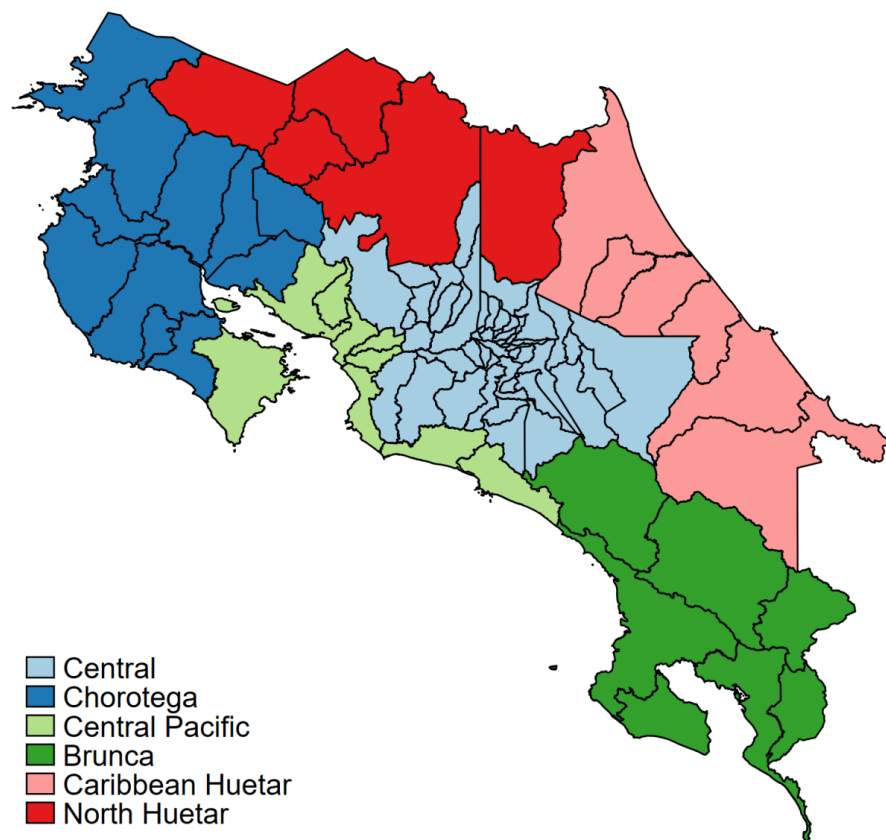 Central
Chorotega
Central Pacific
Brunca
Caribbean Huetar
North Huetar